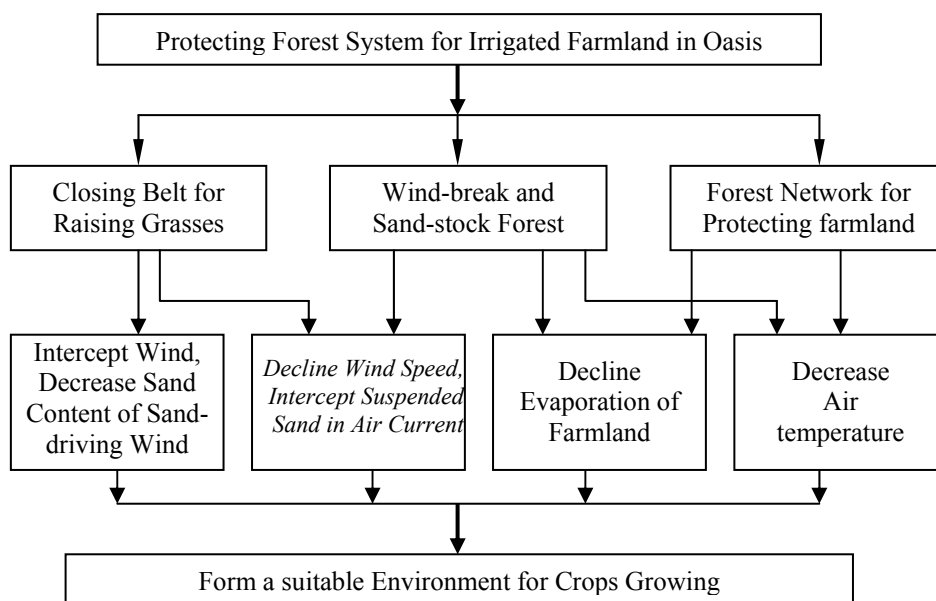 Protecting Forest System for Irrigated Farmland in Oasis
Closing Belt for
Raising Grasses
Wind-break and
Sand-stock Forest
Forest Network for
Protecting farmland
Intercept Wind,
Decrease Sand
Content of Sand-
driving Wind
Decline Wind Speed,
Intercept Suspended
Sand in Air Current
Decline
Evaporation of
Farmland
Decrease
Air
temperature
Form a suitable Environment for Crops Growing